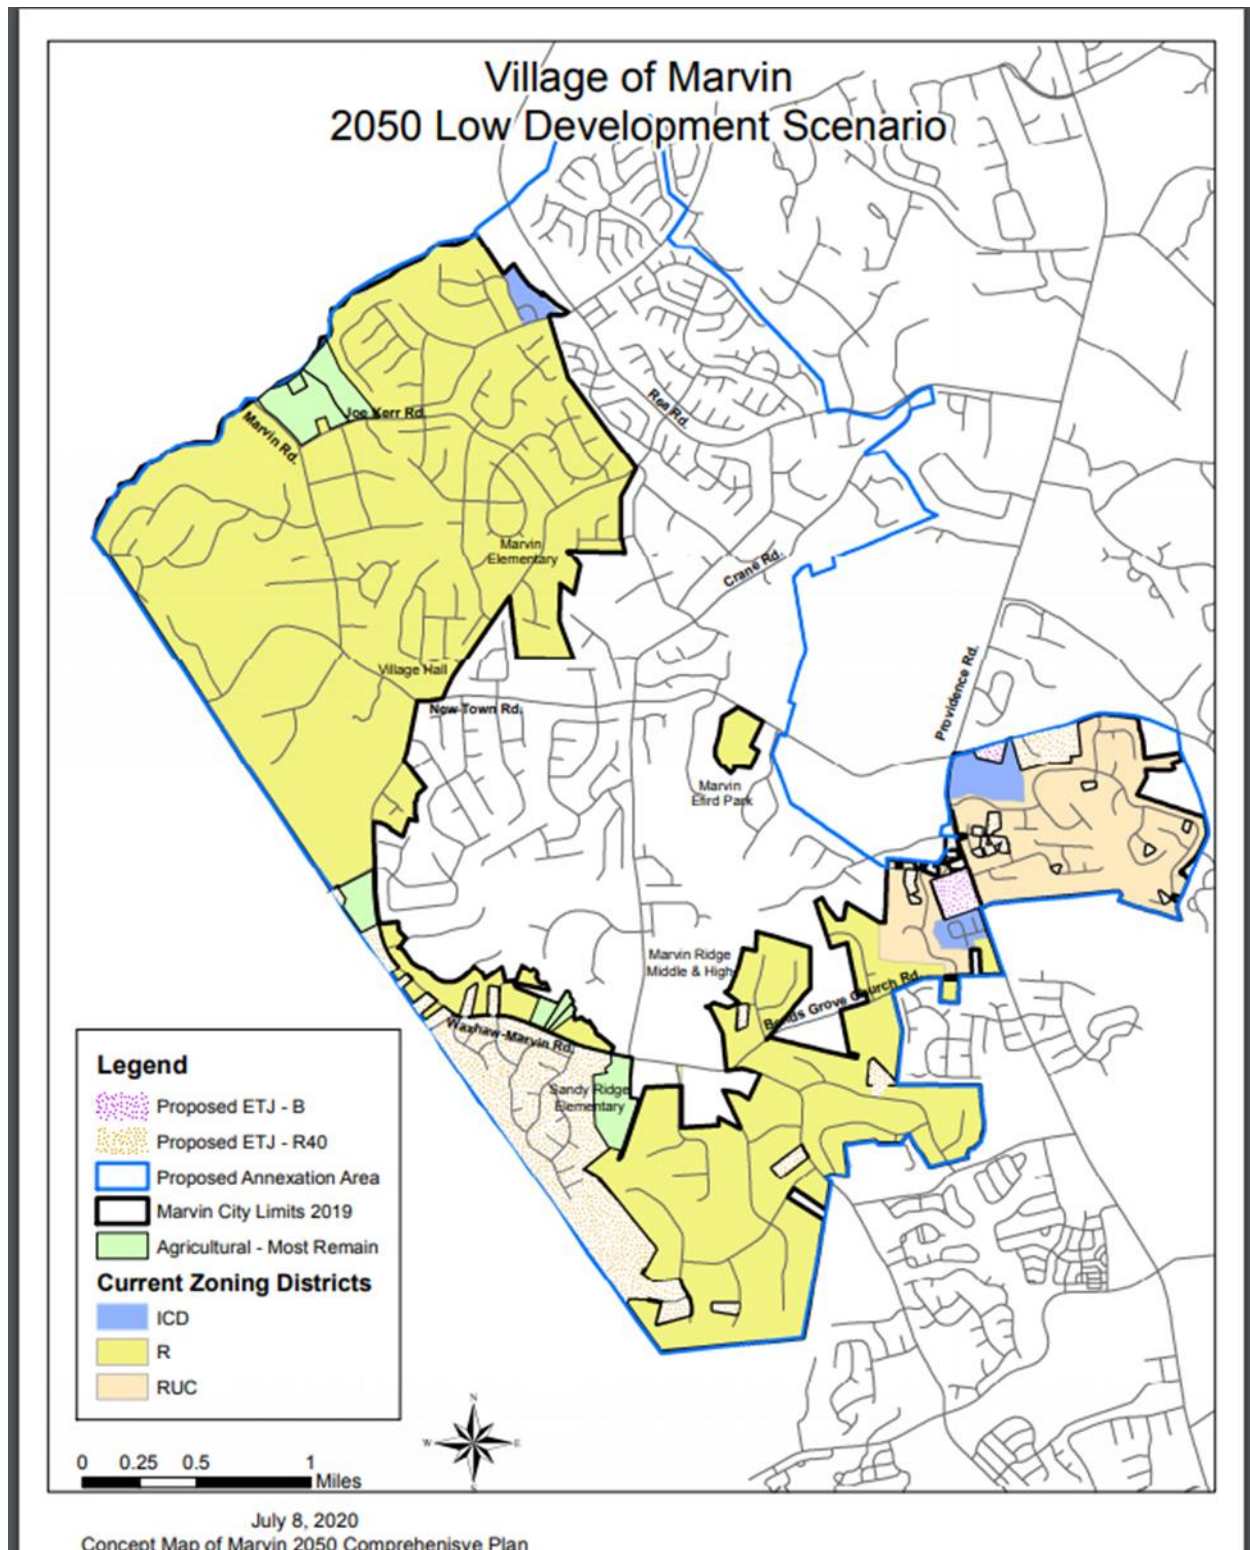 Village of Marvin
2050 Low Development Scenario
Rea Rd.
Joe Kerr Rd.
Marvin Rd.
Marvin
Elementary
Crane Rd.
Village Hall
New Town Rd.
Providence Rd.
Marvin
Efird Park
Marvin Ridge
Middle & High
Bonds Grove Church Rd.
Waxhaw-Marvin Rd.
Sandy Ridge
Elementary
Legend
Proposed ETJ - B
Proposed ETJ - R40
Proposed Annexation Area
Marvin City Limits 2019
Agricultural - Most Remain
Current Zoning Districts
ICD
R
RUC
N
W E
S
0 0.25 0.5 1
Miles
July 8, 2020
Concept Map of Marvin 2050 Comprehenisve Plan